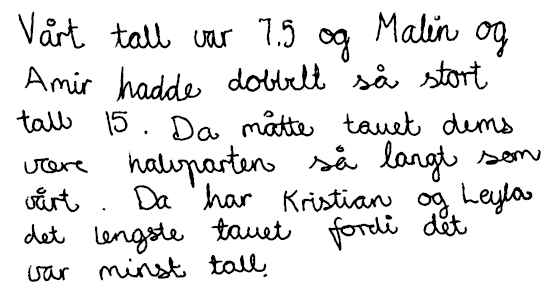 Vårt tall var 7.5 og Malin og
Amir hadde dobbelt så stort
tall 15. Da måtte tauet dems
være halvparten så langt som
vårt. Da har Kristian og Leyla
det lengste tauet fordi det
var minst tall.